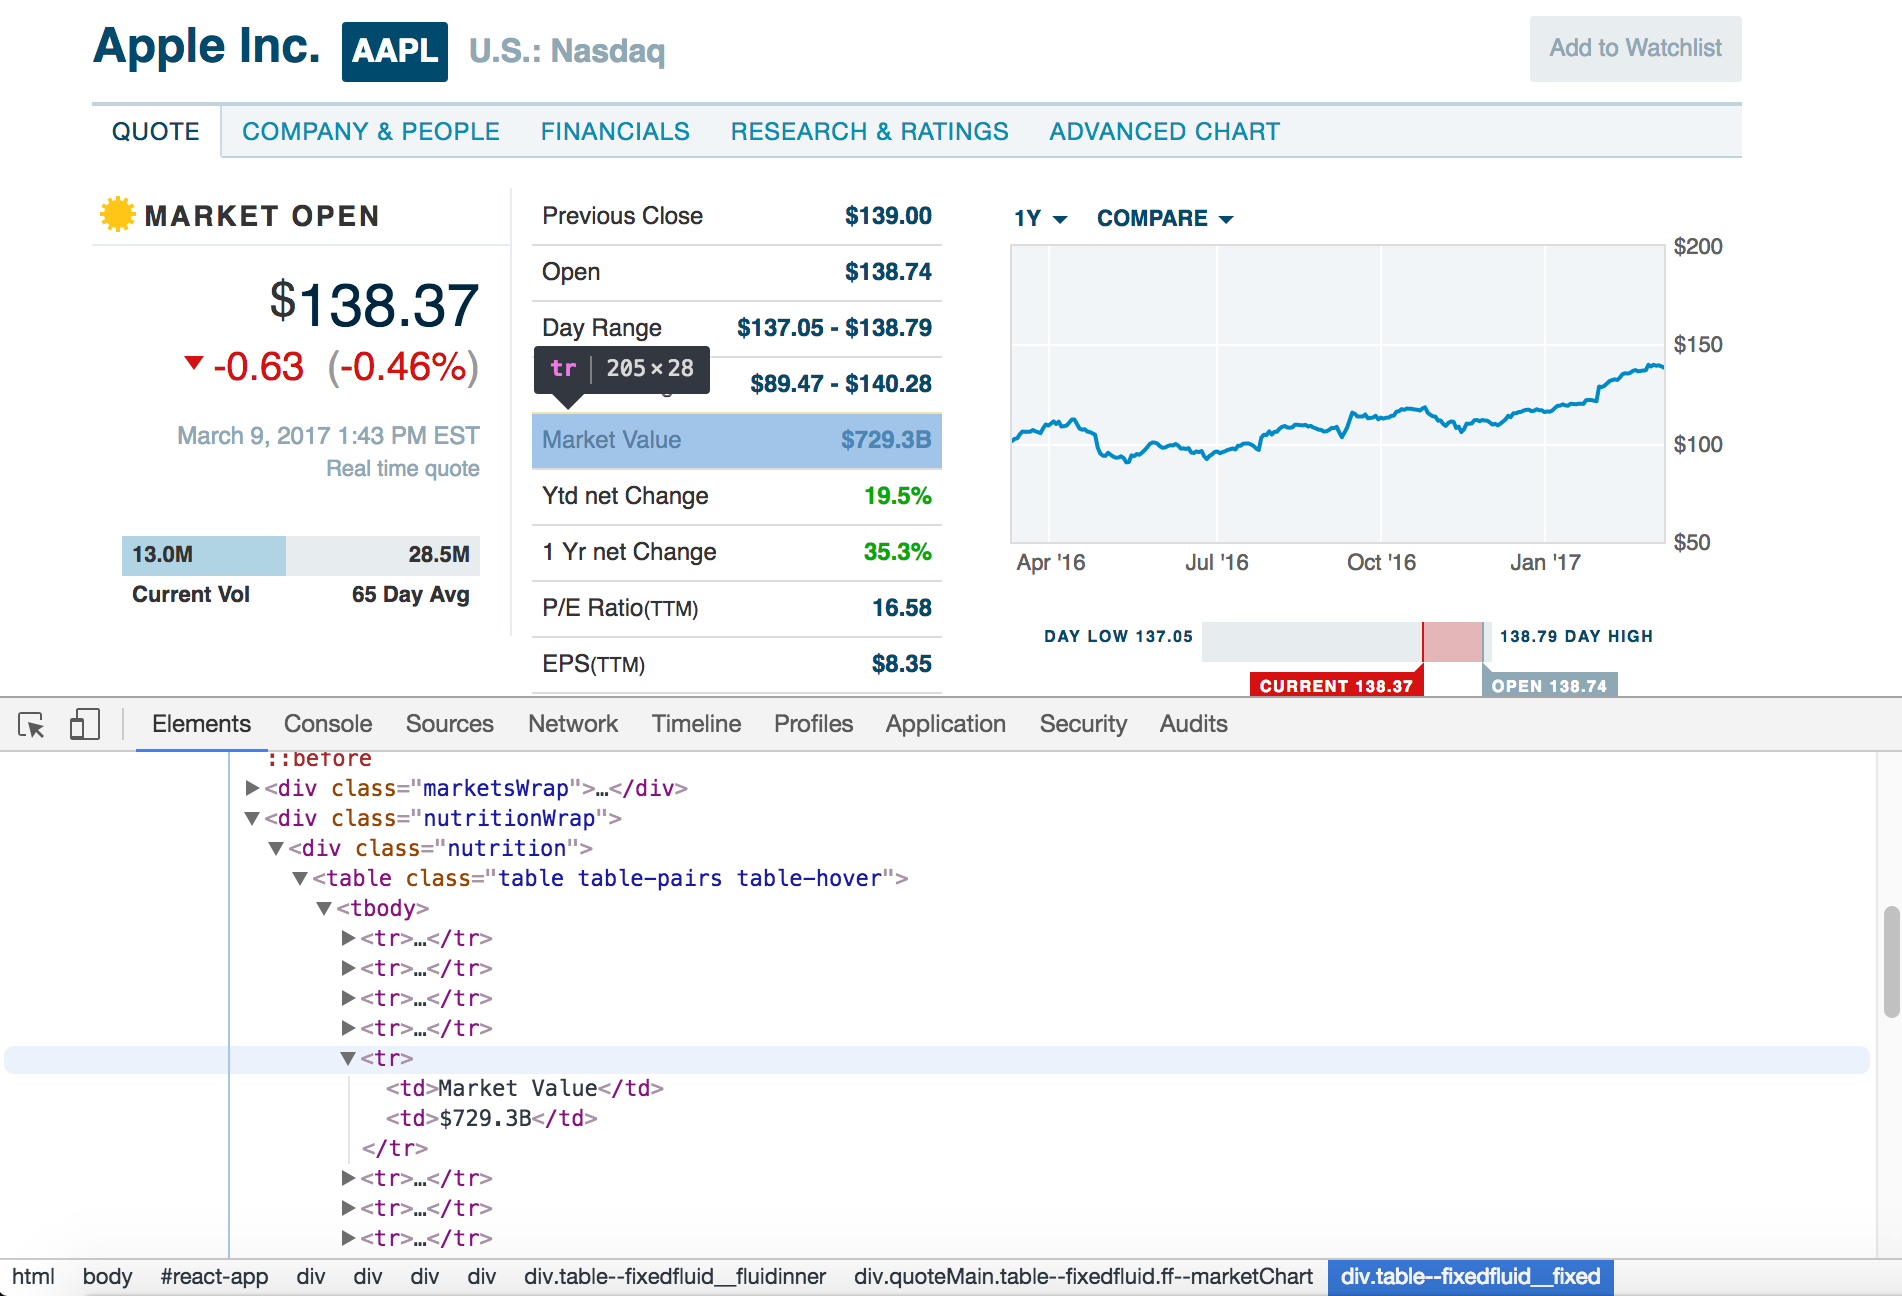 Apple Inc. AAPL U.S.: Nasdaq
Add to Watchlist
QUOTE COMPANY & PEOPLE FINANCIALS RESEARCH & RATINGS ADVANCED CHART
MARKET OPEN
$138.37
-0.63 (-0.46%)
March 9, 2017 1:43 PM EST
Real time quote
13.0M 28.5M
Current Vol 65 Day Avg
Previous Close $139.00
Open $138.74
Day Range $137.05 - $138.79
tr 205×28
$89.47 - $140.28
Market Value $729.3B
Ytd net Change 19.5%
1 Yr net Change 35.3%
P/E Ratio(TTM) 16.58
EPS(TTM) $8.35
1Y COMPARE
$200
$150
$100
$50
Apr '16 Jul '16 Oct '16 Jan '17
DAY LOW 137.05 138.79 DAY HIGH
CURRENT 138.37 OPEN 138.74
Elements Console Sources Network Timeline Profiles Application Security Audits
::before
<div class="marketsWrap">…</div>
<div class="nutritionWrap">
<div class="nutrition">
<table class="table table-pairs table-hover">
<tbody>
<tr>…</tr>
<tr>…</tr>
<tr>…</tr>
<tr>…</tr>
<tr>
<td>Market Value</td>
<td>$729.3B</td>
</tr>
<tr>…</tr>
<tr>…</tr>
<tr>…</tr>
html body #react-app div div div div div.table--fixedfluid__fluidinner div.quoteMain.table--fixedfluid.ff--marketChart div.table--fixedfluid__fixed